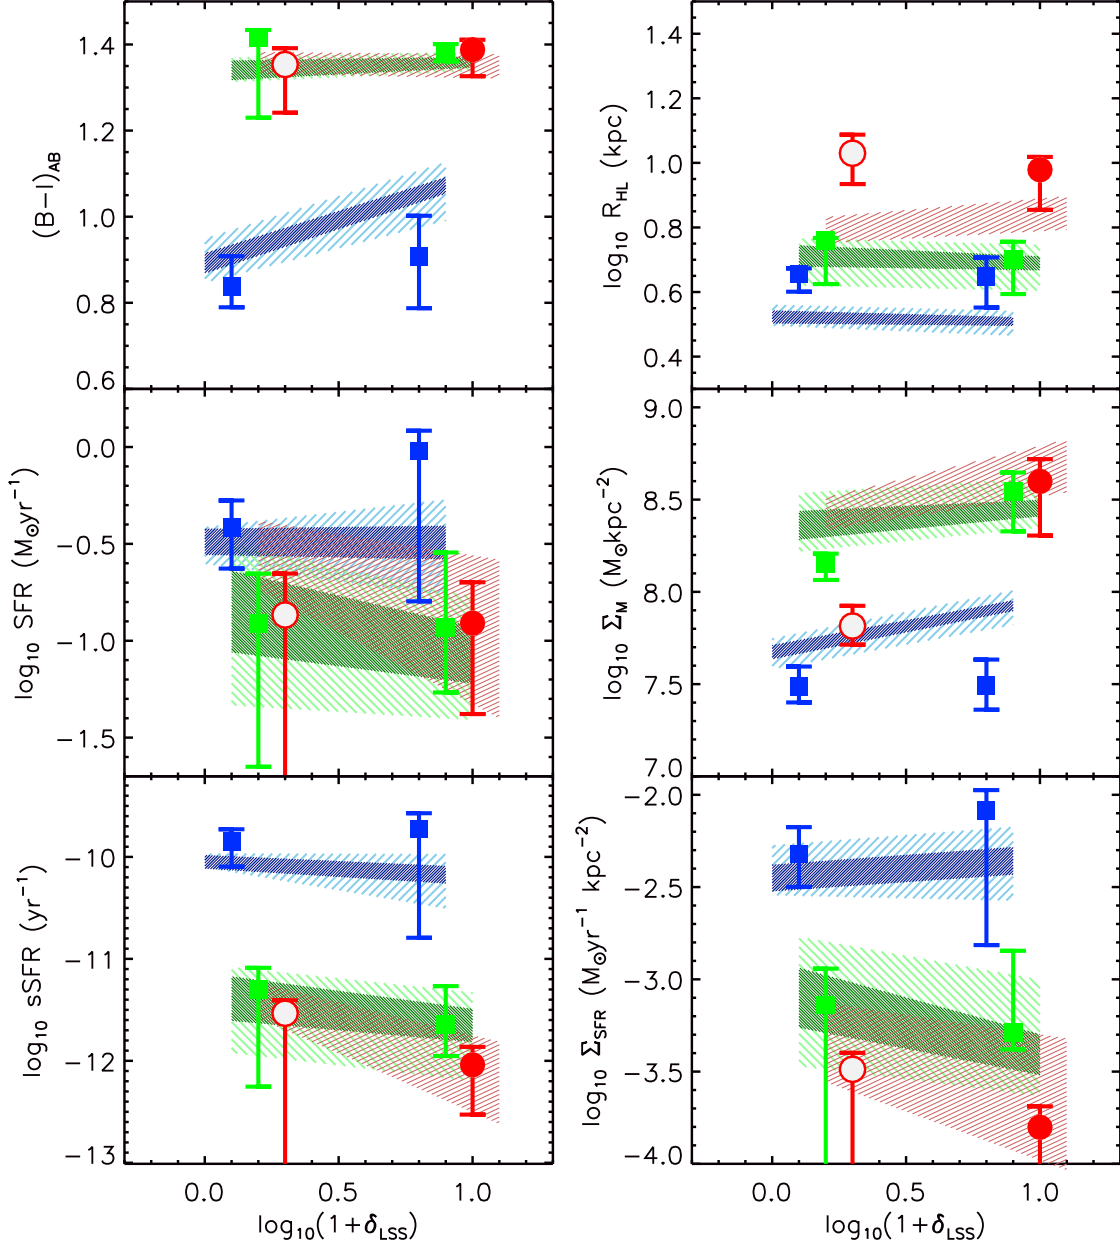 1.4
1.2
1.0
0.8
0.6
(B−I)AB
1.4
1.2
1.0
0.8
0.6
0.4
log10 RHL (kpc)
0.0
−0.5
−1.0
−1.5
log10 SFR (M⊙yr−1)
9.0
8.5
8.0
7.5
7.0
log10 ΣM (M⊙kpc−2)
−10
−11
−12
−13
log10 sSFR (yr−1)
−2.0
−2.5
−3.0
−3.5
−4.0
log10 ΣSFR (M⊙yr−1 kpc−2)
0.0 0.5 1.0
log10(1+δLSS)
0.0 0.5 1.0
log10(1+δLSS)